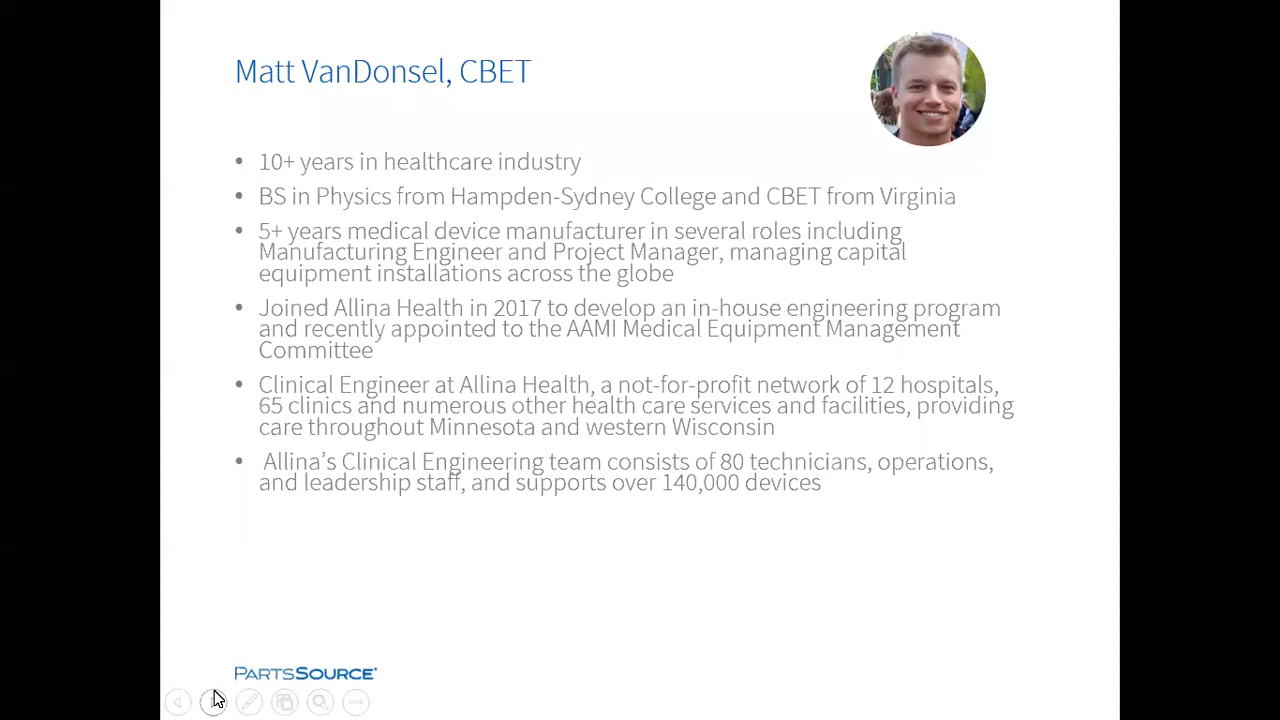 Matt VanDonsel, CBET
• 10+ years in healthcare industry
• BS in Physics from Hampden-Sydney College and CBET from Virginia
• 5+ years medical device manufacturer in several roles including
Manufacturing Engineer and Project Manager, managing capital
equipment installations across the globe
• Joined Allina Health in 2017 to develop an in-house engineering program
and recently appointed to the AAMI Medical Equipment Management
Committee
• Clinical Engineer at Allina Health, a not-for-profit network of 12 hospitals,
65 clinics and numerous other health care services and facilities, providing
care throughout Minnesota and western Wisconsin
• Allina’s Clinical Engineering team consists of 80 technicians, operations,
and leadership staff, and supports over 140,000 devices
PARTSSOURCE®